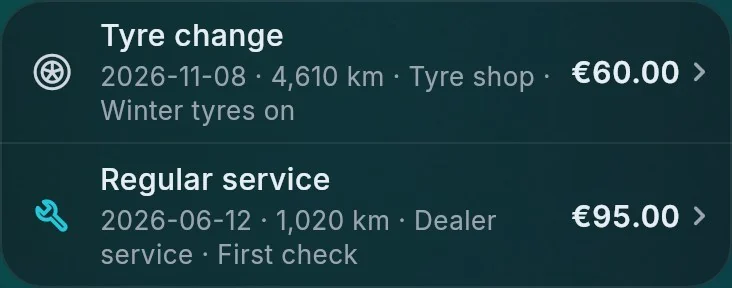 Tyre change
2026-11-08 · 4,610 km · Tyre shop ·
Winter tyres on
€60.00
Regular service
2026-06-12 · 1,020 km · Dealer
service · First check
€95.00